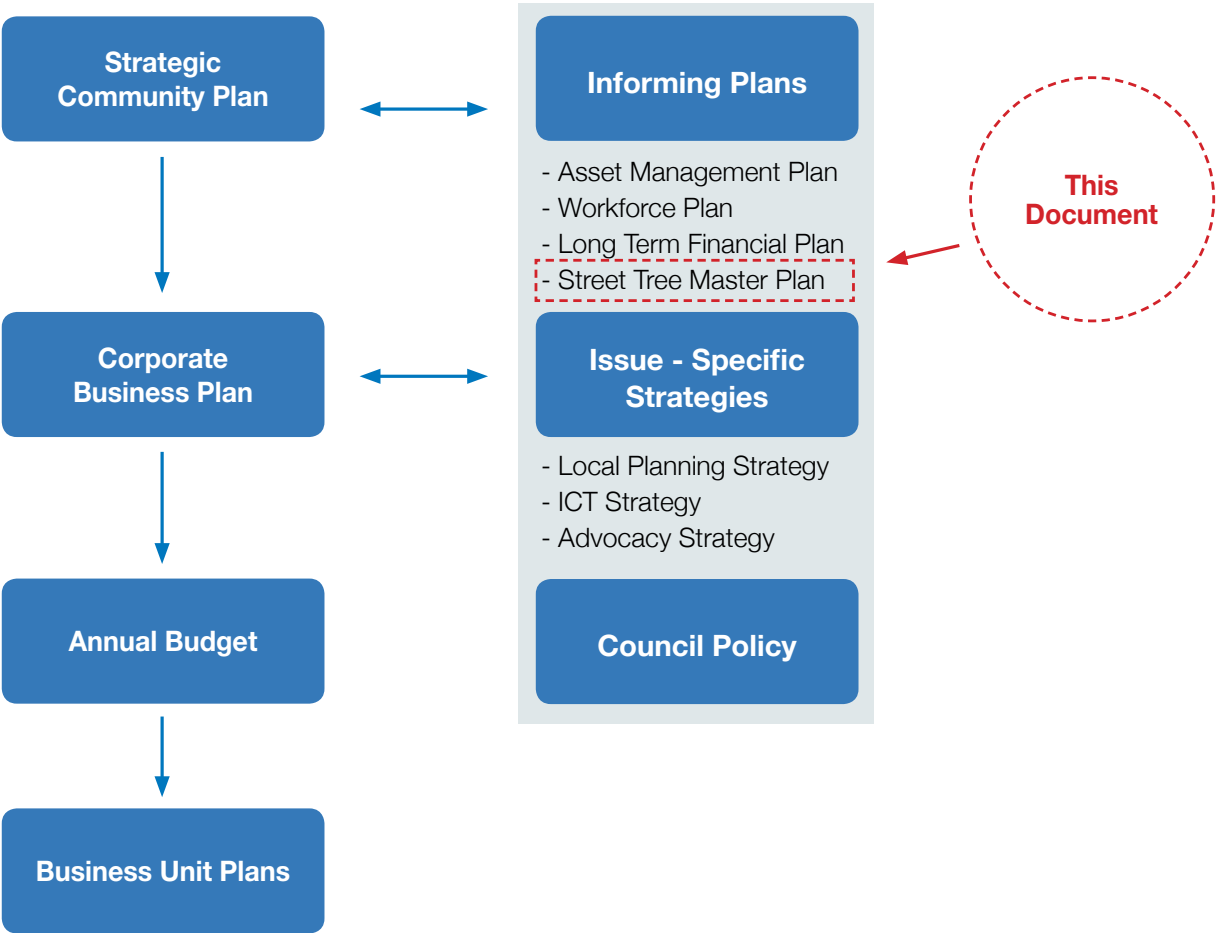 Strategic
Community Plan
Informing Plans
- Asset Management Plan
- Workforce Plan
- Long Term Financial Plan
- Street Tree Master Plan
This
Document
Corporate
Business Plan
Issue - Specific
Strategies
- Local Planning Strategy
- ICT Strategy
- Advocacy Strategy
Annual Budget
Council Policy
Business Unit Plans